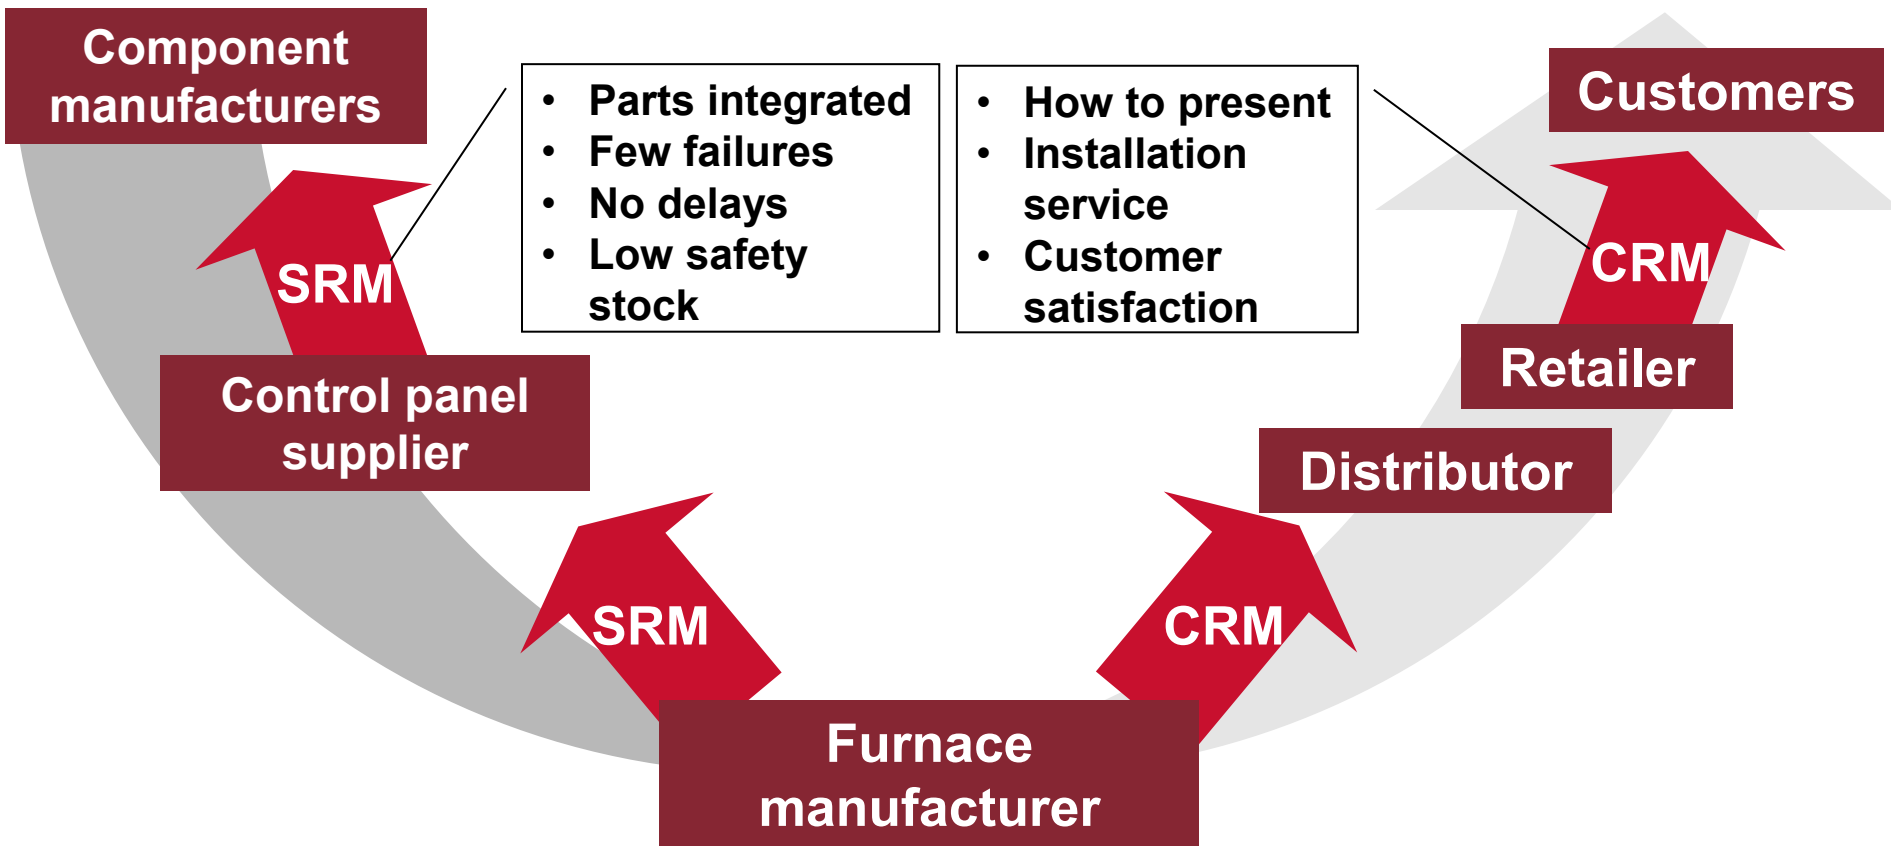 Component
manufacturers
• Parts integrated
• Few failures
• No delays
• Low safety
stock
• How to present
• Installation
service
• Customer
satisfaction
Customers
SRM
CRM
Control panel
supplier
Retailer
Distributor
SRM
CRM
Furnace
manufacturer